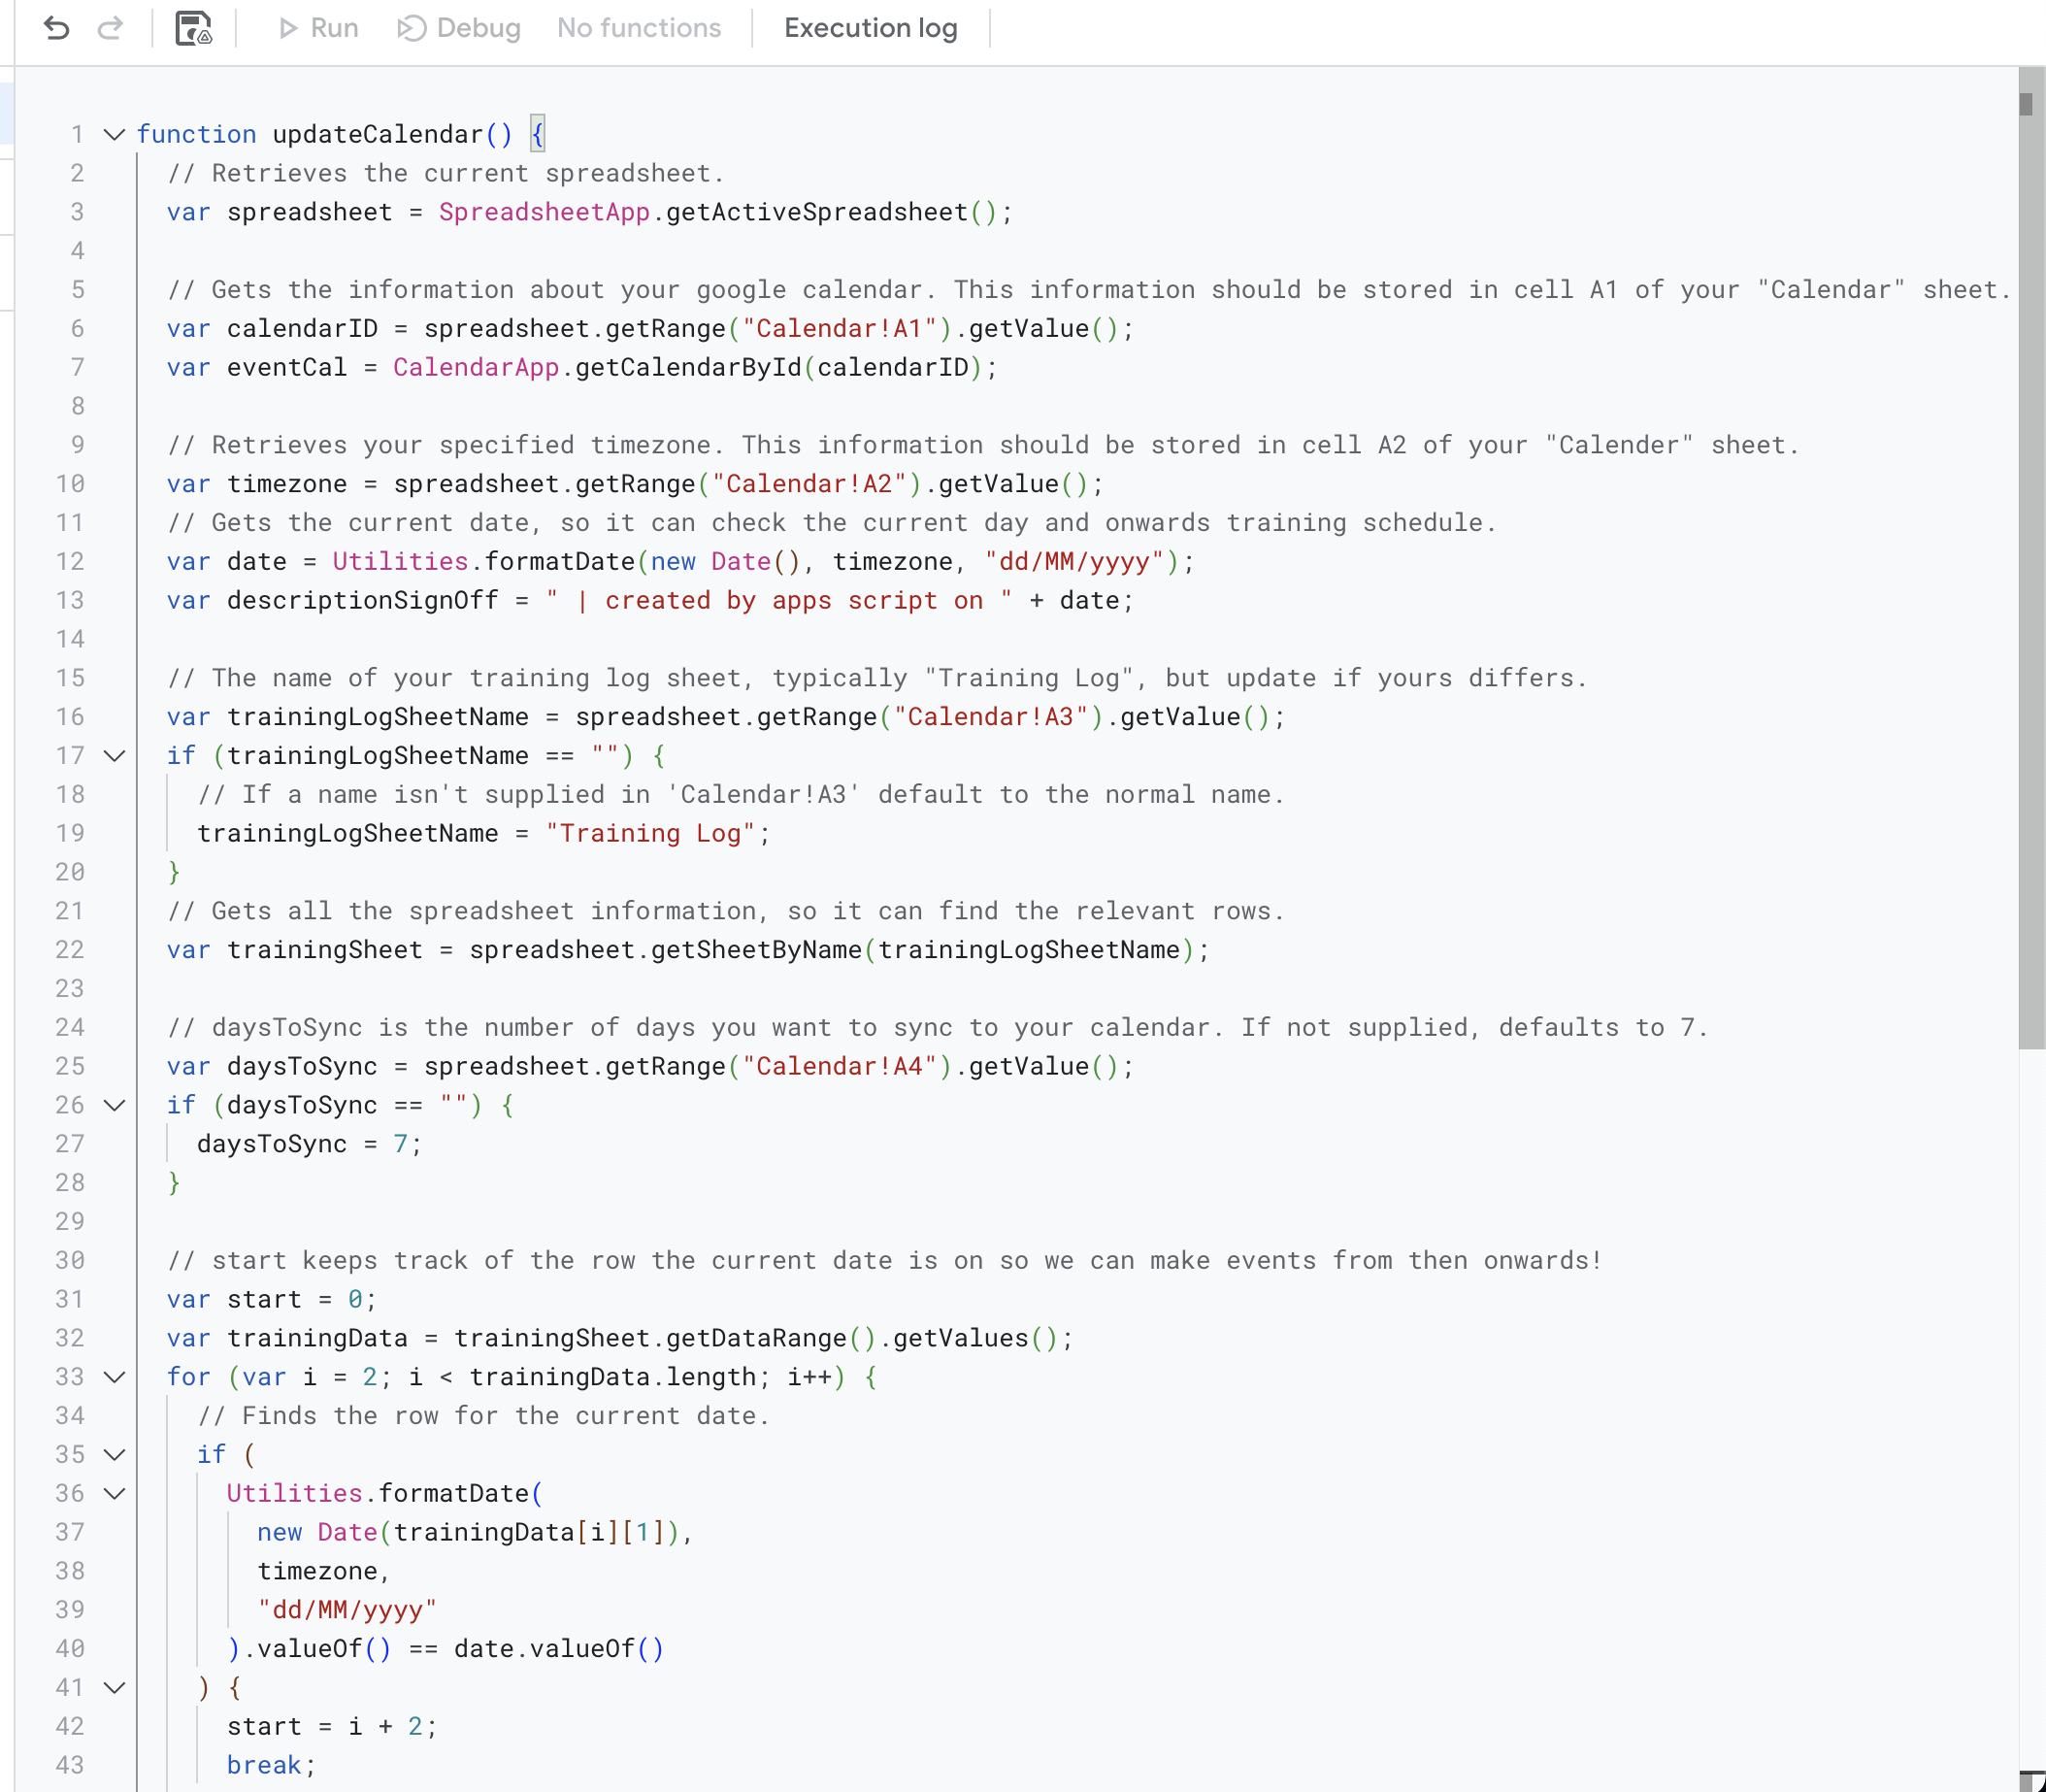 Run Debug No functions Execution log
1 function updateCalendar() {
2 // Retrieves the current spreadsheet.
3 var spreadsheet = SpreadsheetApp.getActiveSpreadsheet();
4
5 // Gets the information about your google calendar. This information should be stored in cell A1 of your "Calendar" sheet.
6 var calendarID = spreadsheet.getRange("Calendar!A1").getValue();
7 var eventCal = CalendarApp.getCalendarById(calendarID);
8
9 // Retrieves your specified timezone. This information should be stored in cell A2 of your "Calender" sheet.
10 var timezone = spreadsheet.getRange("Calendar!A2").getValue();
11 // Gets the current date, so it can check the current day and onwards training schedule.
12 var date = Utilities.formatDate(new Date(), timezone, "dd/MM/yyyy");
13 var descriptionSignOff = " | created by apps script on " + date;
14
15 // The name of your training log sheet, typically "Training Log", but update if yours differs.
16 var trainingLogSheetName = spreadsheet.getRange("Calendar!A3").getValue();
17 if (trainingLogSheetName == "") {
18 // If a name isn't supplied in 'Calendar!A3' default to the normal name.
19 trainingLogSheetName = "Training Log";
20 }
21 // Gets all the spreadsheet information, so it can find the relevant rows.
22 var trainingSheet = spreadsheet.getSheetByName(trainingLogSheetName);
23
24 // daysToSync is the number of days you want to sync to your calendar. If not supplied, defaults to 7.
25 var daysToSync = spreadsheet.getRange("Calendar!A4").getValue();
26 if (daysToSync == "") {
27 daysToSync = 7;
28 }
29
30 // start keeps track of the row the current date is on so we can make events from then onwards!
31 var start = 0;
32 var trainingData = trainingSheet.getDataRange().getValues();
33 for (var i = 2; i < trainingData.length; i++) {
34 // Finds the row for the current date.
35 if (
36 Utilities.formatDate(
37 new Date(trainingData[i][1]),
38 timezone,
39 "dd/MM/yyyy"
40 ).valueOf() == date.valueOf()
41 ) {
42 start = i + 2;
43 break;